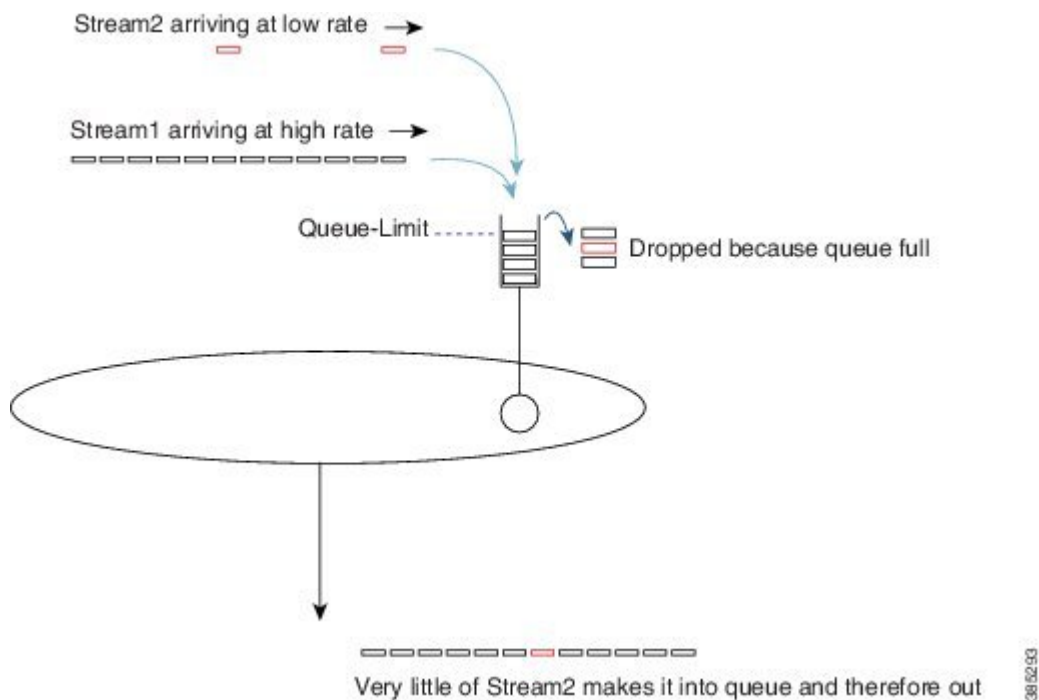 Stream2 arriving at low rate
Stream1 arriving at high rate
Queue-Limit
Dropped because queue full
Very little of Stream2 makes it into queue and therefore out
385293